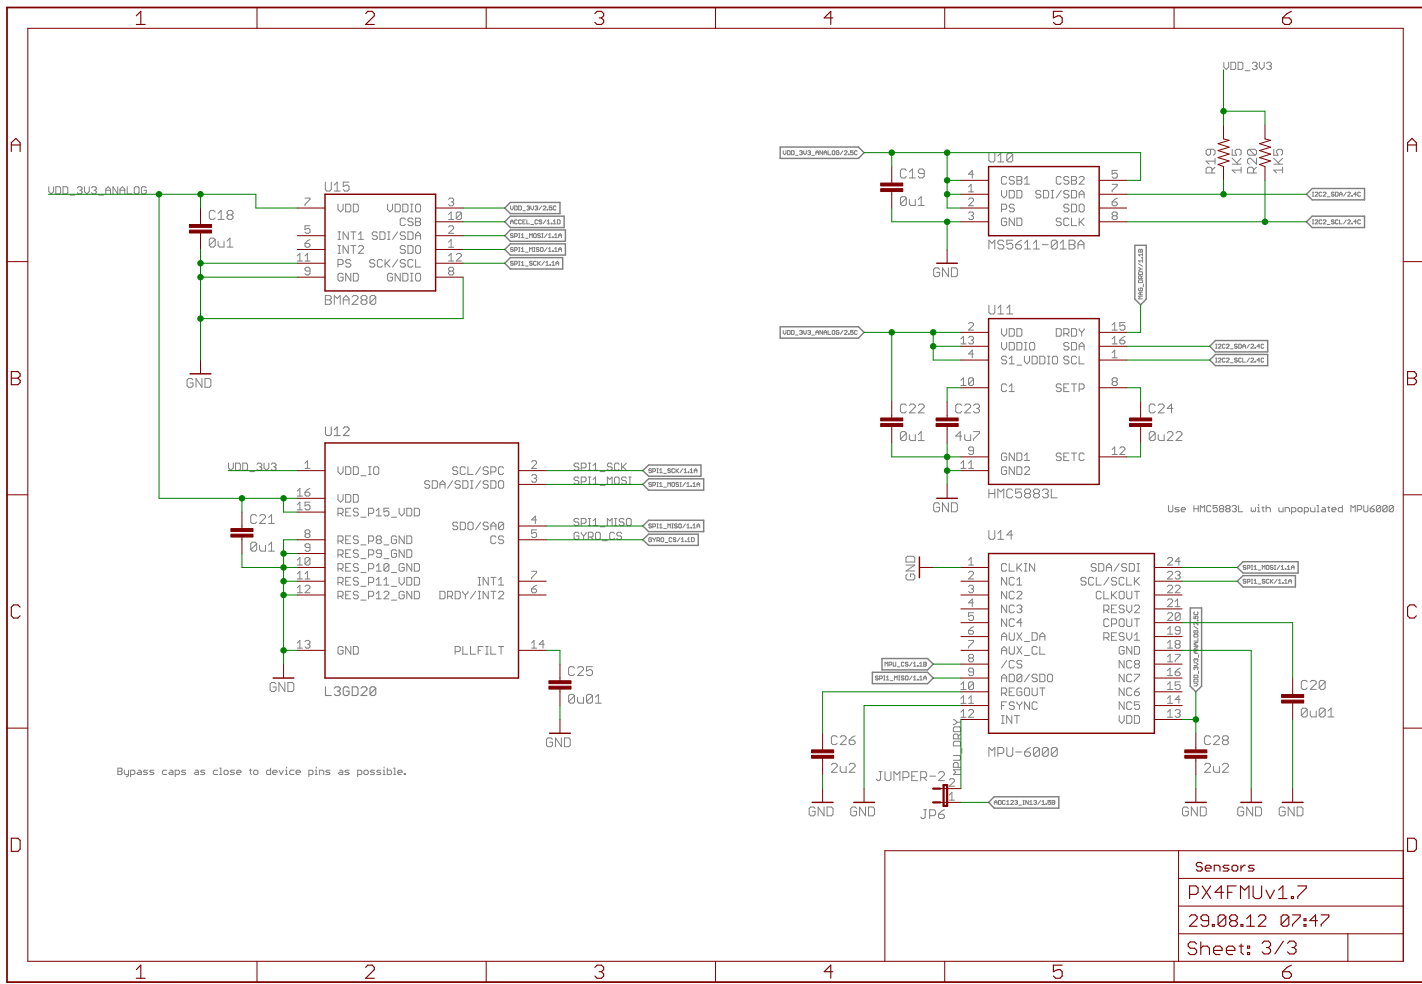 1 2 3 4 5 6
A A
B B
C C
D D
VDD_3V3_ANALOG
U15
C18
0u1
7 VDD VDDIO 3
CSB 10
5 INT1 SDI/SDA 2
6 INT2 SDO 1
11 PS SCK/SCL 12
9 GND GNDIO 8
BMA280
VDD_3V3/2.5C
ACCEL_CS/1.1D
SPI1_MOSI/1.1A
SPI1_MISO/1.1A
SPI1_SCK/1.1A
GND
U12
VDD_3V3
1 VDD_IO SCL/SPC 2 SPI1_SCK SPI1_SCK/1.1A
SDA/SDI/SDO 3 SPI1_MOSI SPI1_MOSI/1.1A
16 VDD
15 RES_P15_VDD
SDO/SA0 4 SPI1_MISO SPI1_MISO/1.1A
8 RES_P8_GND CS 5 GYRO_CS GYRO_CS/1.1D
9 RES_P9_GND
10 RES_P10_GND
11 RES_P11_VDD INT1 7
12 RES_P12_GND DRDY/INT2 6
13 GND PLLFILT 14
L3GD20
C21
0u1
GND
C25
0u01
GND
Bypass caps as close to device pins as possible.
VDD_3V3
R19
1K5
R20
1K5
VDD_3V3_ANALOG/2.5C
C19
0u1
U10
4 CSB1 CSB2 5
1 VDD SDI/SDA 7
2 PS SDO 6
3 GND SCLK 8
MS5611-01BA
I2C2_SDA/2.4C
I2C2_SCL/2.4C
GND
MAG_DRDY/1.1B
VDD_3V3_ANALOG/2.5C
U11
2 VDD DRDY 15
13 VDDIO SDA 16
4 S1_VDDIO SCL 1
10 C1 SETP 8
9 GND1 SETC 12
11 GND2
HMC5883L
I2C2_SDA/2.4C
I2C2_SCL/2.4C
C22
0u1
C23
4u7
C24
0u22
GND
Use HMC5883L with unpopulated MPU6000
U14
GND
1 CLKIN SDA/SDI 24
2 NC1 SCL/SCLK 23
3 NC2 CLKOUT 22
4 NC3 RESV2 21
5 NC4 CPOUT 20
6 AUX_DA RESV1 19
7 AUX_CL GND 18
8 /CS NC8 17
9 AD0/SDO NC7 16
10 REGOUT NC6 15
11 FSYNC NC5 14
12 INT VDD 13
MPU-6000
SPI1_MOSI/1.1A
SPI1_SCK/1.1A
VDD_3V3_ANALOG/2.5C
MPU_CS/1.1B
SPI1_MISO/1.1A
C26
2u2
MPU_DRDY
JUMPER-2
2
1
JP6
ADC123_IN13/1.5B
C28
2u2
C20
0u01
GND GND GND GND GND
Sensors
PX4FMUv1.7
29.08.12 07:47
Sheet: 3/3
1 2 3 4 5 6